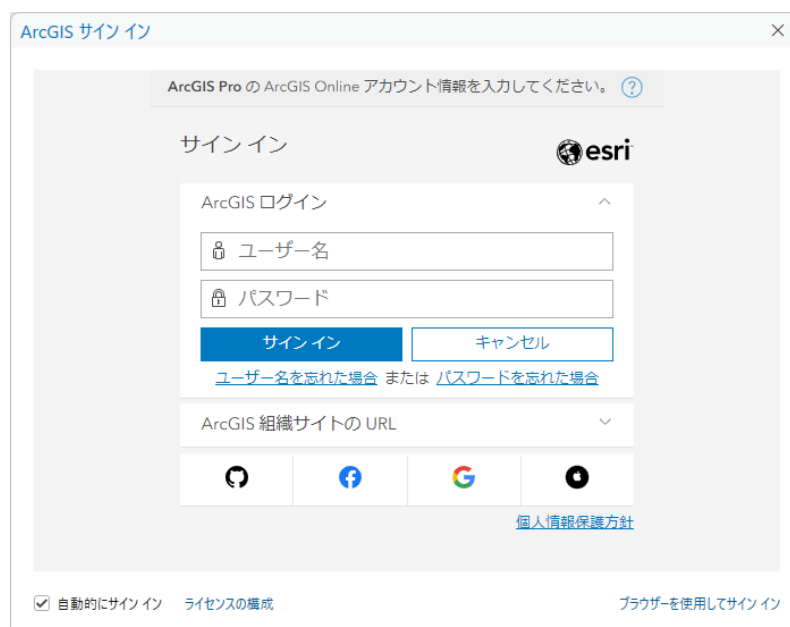 ArcGIS サイン イン
ArcGIS Pro の ArcGIS Online アカウント情報を入力してください。 ?
サイン イン
esri
ArcGIS ログイン
ユーザー名
パスワード
サイン イン キャンセル
ユーザー名を忘れた場合 または パスワードを忘れた場合
ArcGIS 組織サイトの URL
個人情報保護方針
自動的にサイン イン ライセンスの構成 ブラウザーを使用してサイン イン